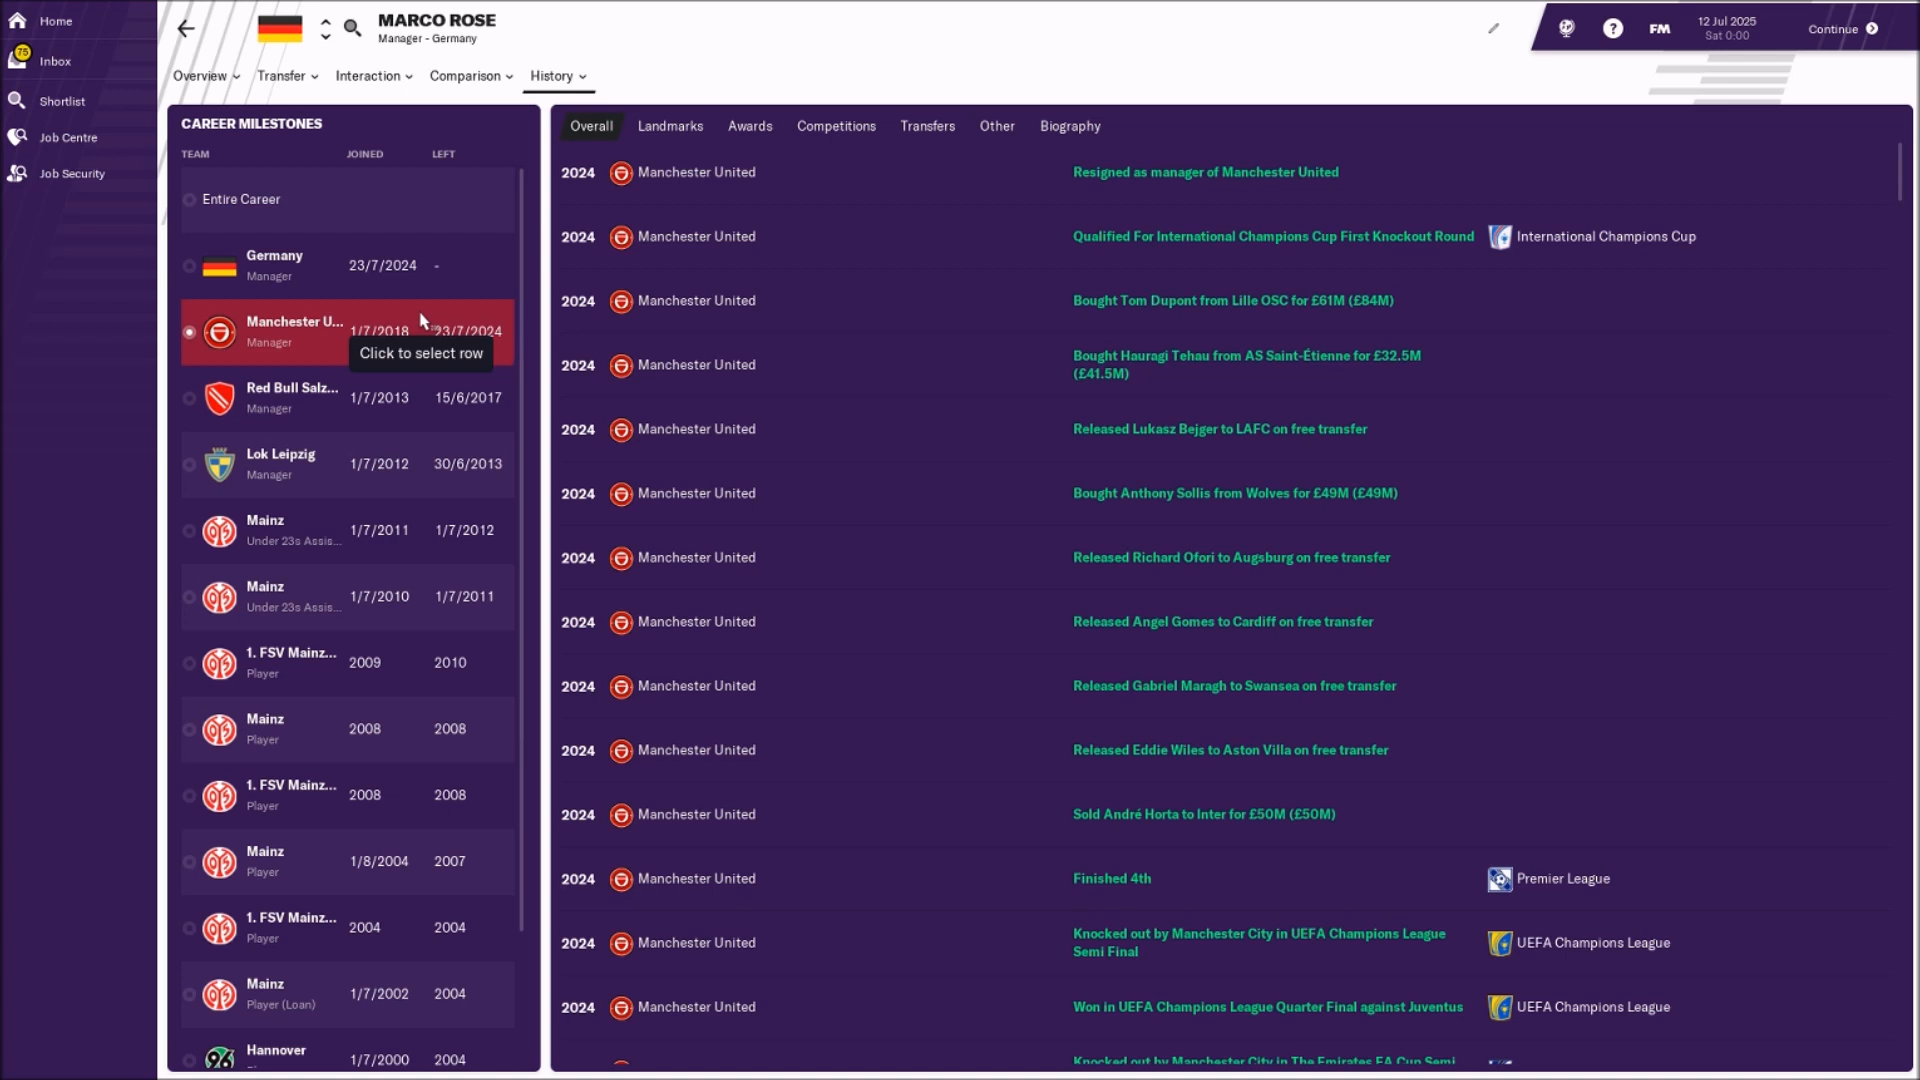 Home
75
Inbox
Shortlist
Job Centre
Job Security
MARCO ROSE
Manager - Germany
FM
12 Jul 2025
Sat 0:00
Continue
Overview
Transfer
Interaction
Comparison
History
CAREER MILESTONES
TEAM JOINED LEFT
Entire Career
Germany
Manager
23/7/2024 -
Manchester U...
Manager
1/7/2018 23/7/2024
Click to select row
Red Bull Salz...
Manager
1/7/2013 15/6/2017
Lok Leipzig
Manager
1/7/2012 30/6/2013
Mainz
Under 23s Assis...
1/7/2011 1/7/2012
Mainz
Under 23s Assis...
1/7/2010 1/7/2011
1. FSV Mainz...
Player
2009 2010
Mainz
Player
2008 2008
1. FSV Mainz...
Player
2008 2008
Mainz
Player
1/8/2004 2007
1. FSV Mainz...
Player
2004 2004
Mainz
Player (Loan)
1/7/2002 2004
Hannover
1/7/2000 2004
Overall Landmarks Awards Competitions Transfers Other Biography
2024 Manchester United Resigned as manager of Manchester United
2024 Manchester United Qualified For International Champions Cup First Knockout Round International Champions Cup
2024 Manchester United Bought Tom Dupont from Lille OSC for £61M (£84M)
2024 Manchester United Bought Hauragi Tehau from AS Saint-Étienne for £32.5M
(£41.5M)
2024 Manchester United Released Lukasz Bejger to LAFC on free transfer
2024 Manchester United Bought Anthony Sollis from Wolves for £49M (£49M)
2024 Manchester United Released Richard Ofori to Augsburg on free transfer
2024 Manchester United Released Angel Gomes to Cardiff on free transfer
2024 Manchester United Released Gabriel Maragh to Swansea on free transfer
2024 Manchester United Released Eddie Wiles to Aston Villa on free transfer
2024 Manchester United Sold André Horta to Inter for £50M (£50M)
2024 Manchester United Finished 4th Premier League
2024 Manchester United Knocked out by Manchester City in UEFA Champions League
Semi Final UEFA Champions League
2024 Manchester United Won in UEFA Champions League Quarter Final against Juventus UEFA Champions League
Knocked out by Manchester City in The Emirates FA Cup Semi